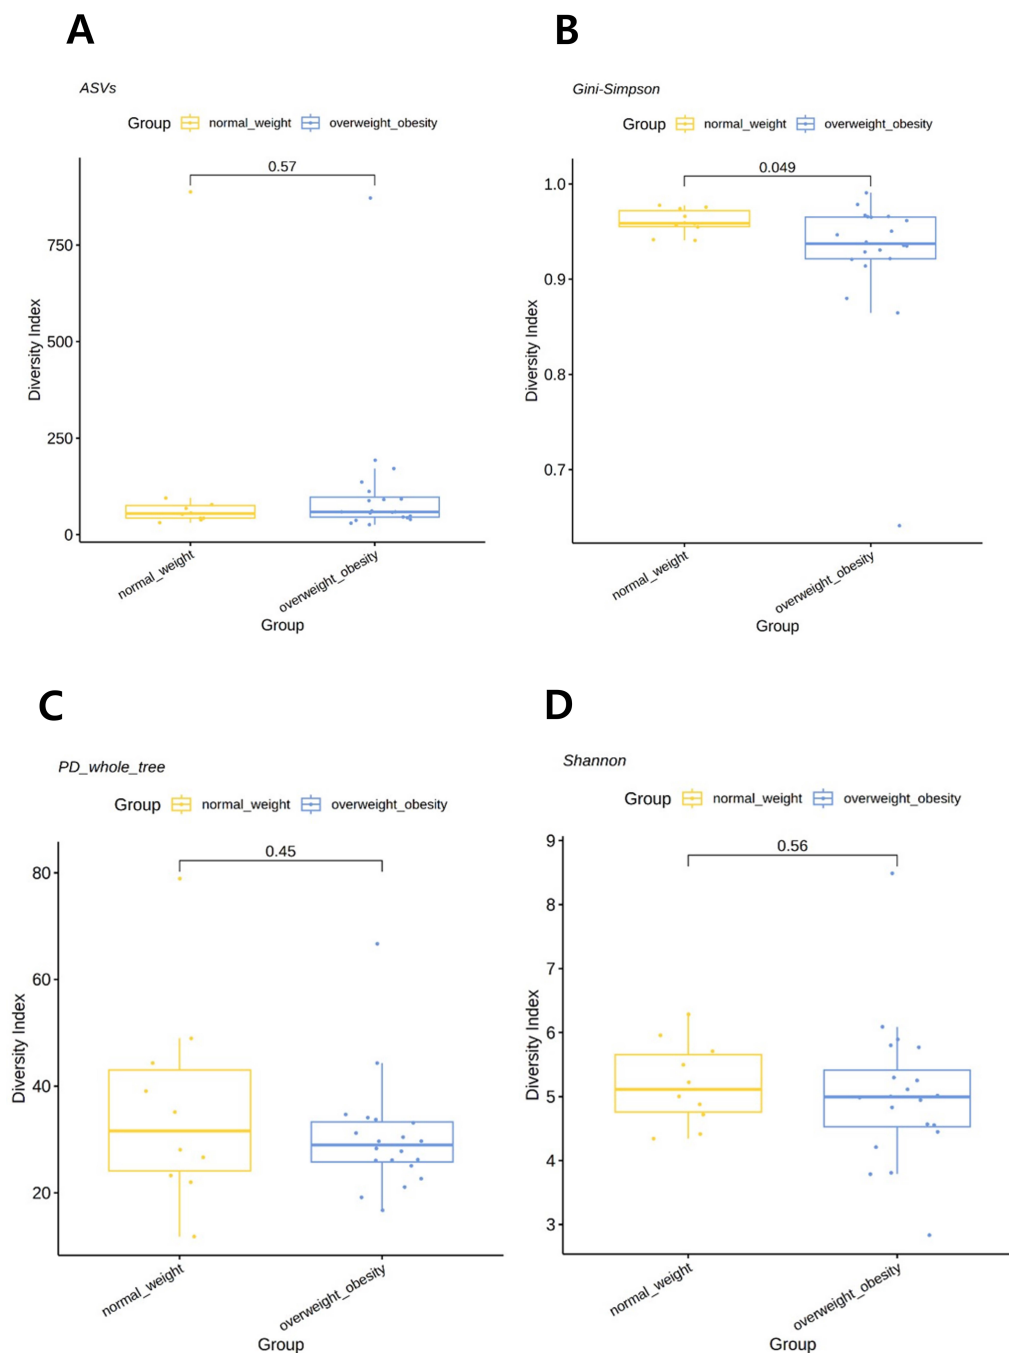 A
ASVs
Group normal_weight overweight_obesity
0.57
750
500
250
0
Diversity Index
normal_weight
overweight_obesity
Group
B
Gini-Simpson
Group normal_weight overweight_obesity
0.049
1.0
0.9
0.8
0.7
Diversity Index
normal_weight
overweight_obesity
Group
C
PD_whole_tree
Group normal_weight overweight_obesity
0.45
80
60
40
20
Diversity Index
normal_weight
overweight_obesity
Group
D
Shannon
Group normal_weight overweight_obesity
0.56
9
8
7
6
5
4
3
Diversity Index
normal_weight
overweight_obesity
Group